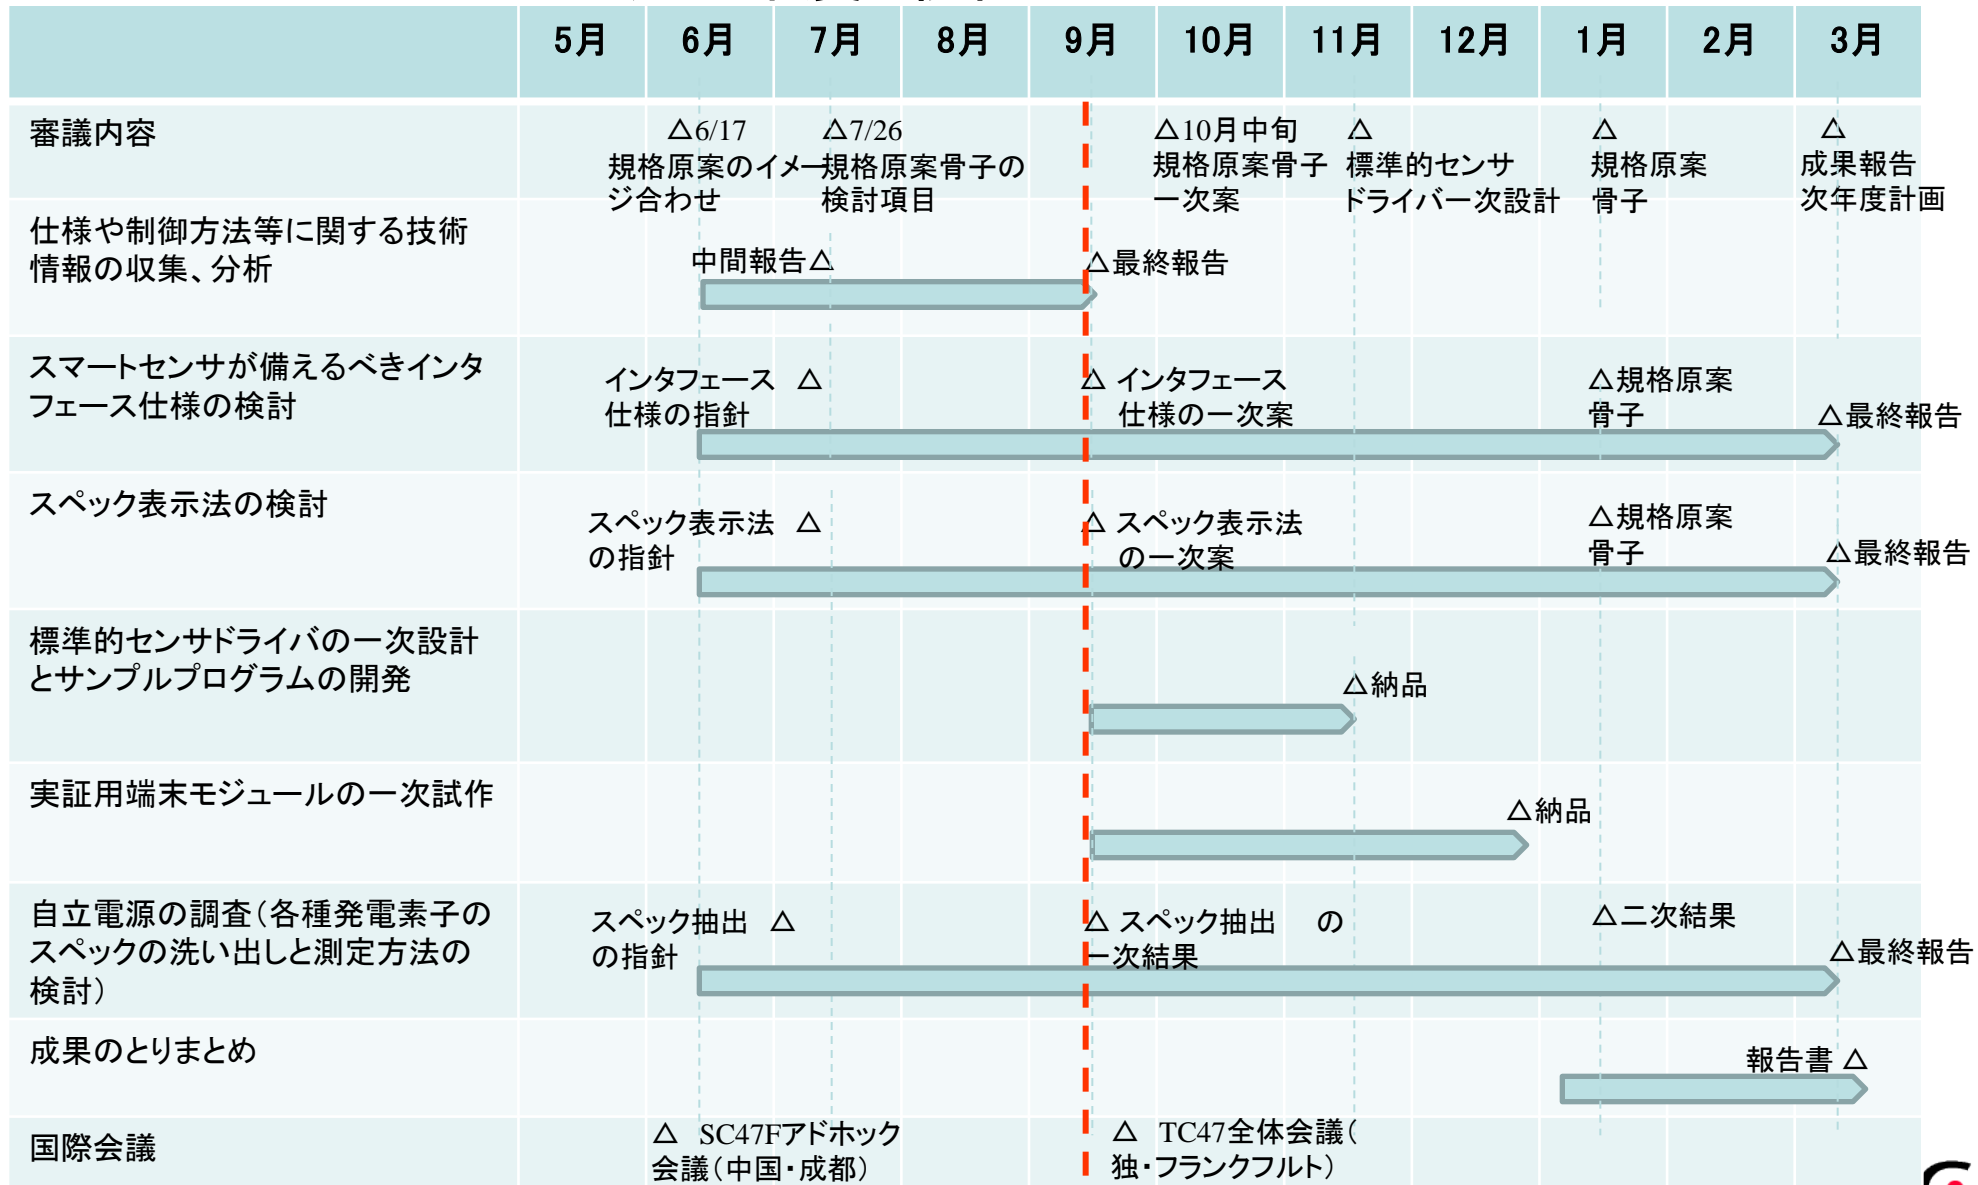 5月 6月 7月 8月 9月 10月 11月 12月 1月 2月 3月
審議内容
△6/17
規格原案のイメー
ジ合わせ
△7/26
規格原案骨子の
検討項目
△10月中旬
規格原案骨子
一次案
△
標準的センサ
ドライバー次設計
△
規格原案
骨子
△
成果報告
次年度計画
仕様や制御方法等に関する技術
情報の収集、分析
中間報告△
△最終報告
スマートセンサが備えるべきインタ
フェース仕様の検討
インタフェース △
仕様の指針
△ インタフェース
仕様の一次案
△規格原案
骨子
△最終報告
スペック表示法の検討
スペック表示法 △
の指針
△ スペック表示法
の一次案
△規格原案
骨子
△最終報告
標準的センサドライバの一次設計
とサンプルプログラムの開発
△納品
実証用端末モジュールの一次試作
△納品
自立電源の調査(各種発電素子の
スペックの洗い出しと測定方法の
検討)
スペック抽出 △
の指針
△ スペック抽出 の
一次結果
△二次結果
△最終報告
成果のとりまとめ
報告書 △
国際会議
△ SC47Fアドホック
会議(中国・成都)
△ TC47全体会議(
独・フランクフルト)